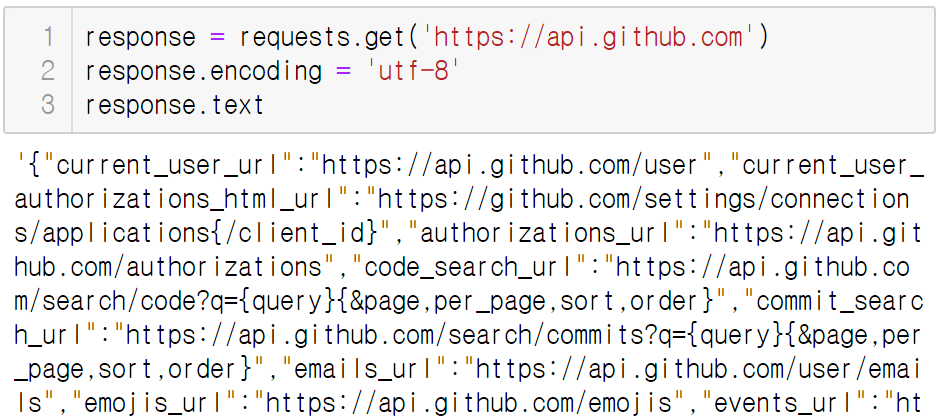 1 response = requests.get('https://api.github.com')
2 response.encoding = 'utf-8'
3 response.text
'{"current_user_url":"https://api.github.com/user","current_user_
authorizations_html_url":"https://github.com/settings/connection
s/applications{/client_id}","authorizations_url":"https://api.git
hub.com/authorizations","code_search_url":"https://api.github.co
m/search/code?q={query}{&page,per_page,sort,order}","commit_searc
h_url":"https://api.github.com/search/commits?q={query}{&page,per
_page,sort,order}","emails_url":"https://api.github.com/user/emai
ls","emojis_url":"https://api.github.com/emojis","events_url":"ht